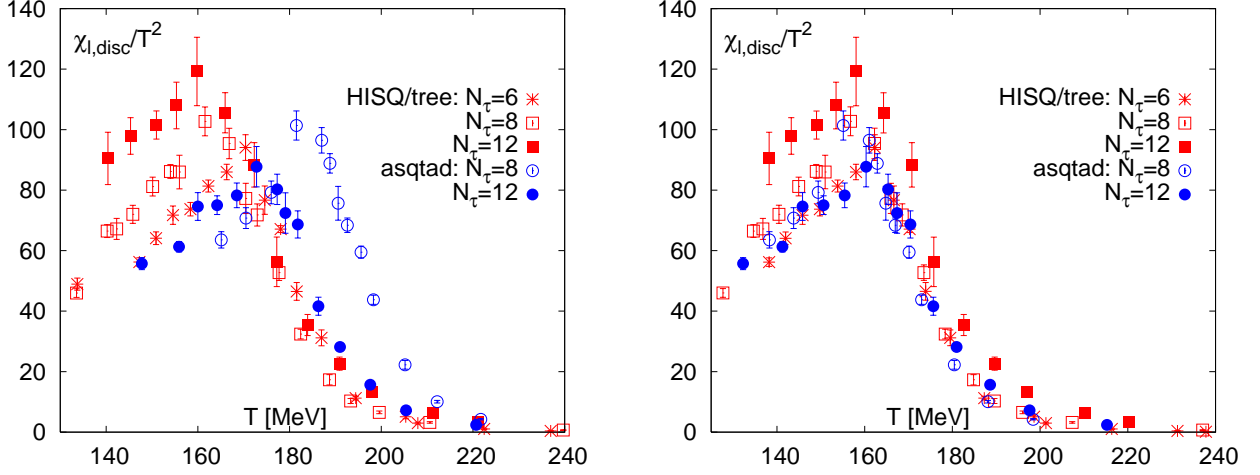 140
120
100
80
60
40
20
0
χl,disc/T²
HISQ/tree: Nτ=6
Nτ=8
Nτ=12
asqtad: Nτ=8
Nτ=12
T [MeV]
140 160 180 200 220 240
140
120
100
80
60
40
20
0
χl,disc/T²
HISQ/tree: Nτ=6
Nτ=8
Nτ=12
asqtad: Nτ=8
Nτ=12
T [MeV]
140 160 180 200 220 240